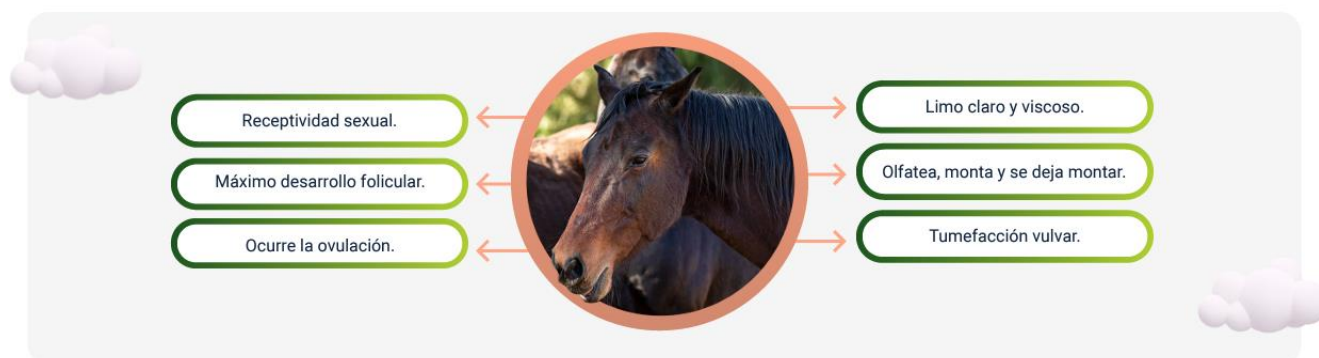 Receptividad sexual.
Máximo desarrollo folicular.
Ocurre la ovulación.
Limo claro y viscoso.
Olfatea, monta y se deja montar.
Tumefacción vulvar.